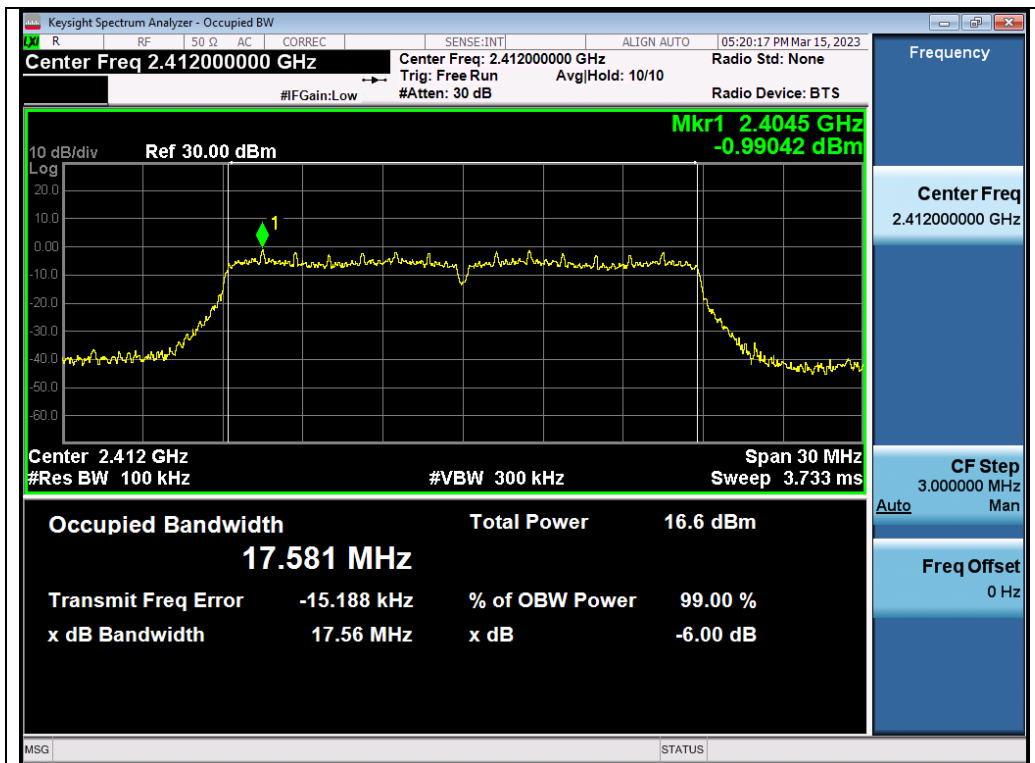 Keysight Spectrum Analyzer - Occupied BW
LXI R RF 50 Ω AC CORREC SENSE:INT ALIGN AUTO 05:20:17 PM Mar 15, 2023
Center Freq 2.412000000 GHz
Center Freq: 2.412000000 GHz
Radio Std: None
Trig: Free Run Avg|Hold: 10/10
#IFGain:Low
#Atten: 30 dB
Radio Device: BTS
Mkr1 2.4045 GHz
-0.99042 dBm
10 dB/div Ref 30.00 dBm
Log
20.0
10.0
0.00
-10.0
-20.0
-30.0
-40.0
-50.0
-60.0
1
Center 2.412 GHz Span 30 MHz
#Res BW 100 kHz #VBW 300 kHz Sweep 3.733 ms
Occupied Bandwidth Total Power 16.6 dBm
17.581 MHz
Transmit Freq Error -15.188 kHz % of OBW Power 99.00 %
x dB Bandwidth 17.56 MHz x dB -6.00 dB
Frequency
Center Freq
2.412000000 GHz
CF Step
3.000000 MHz
Auto Man
Freq Offset
0 Hz
MSG STATUS